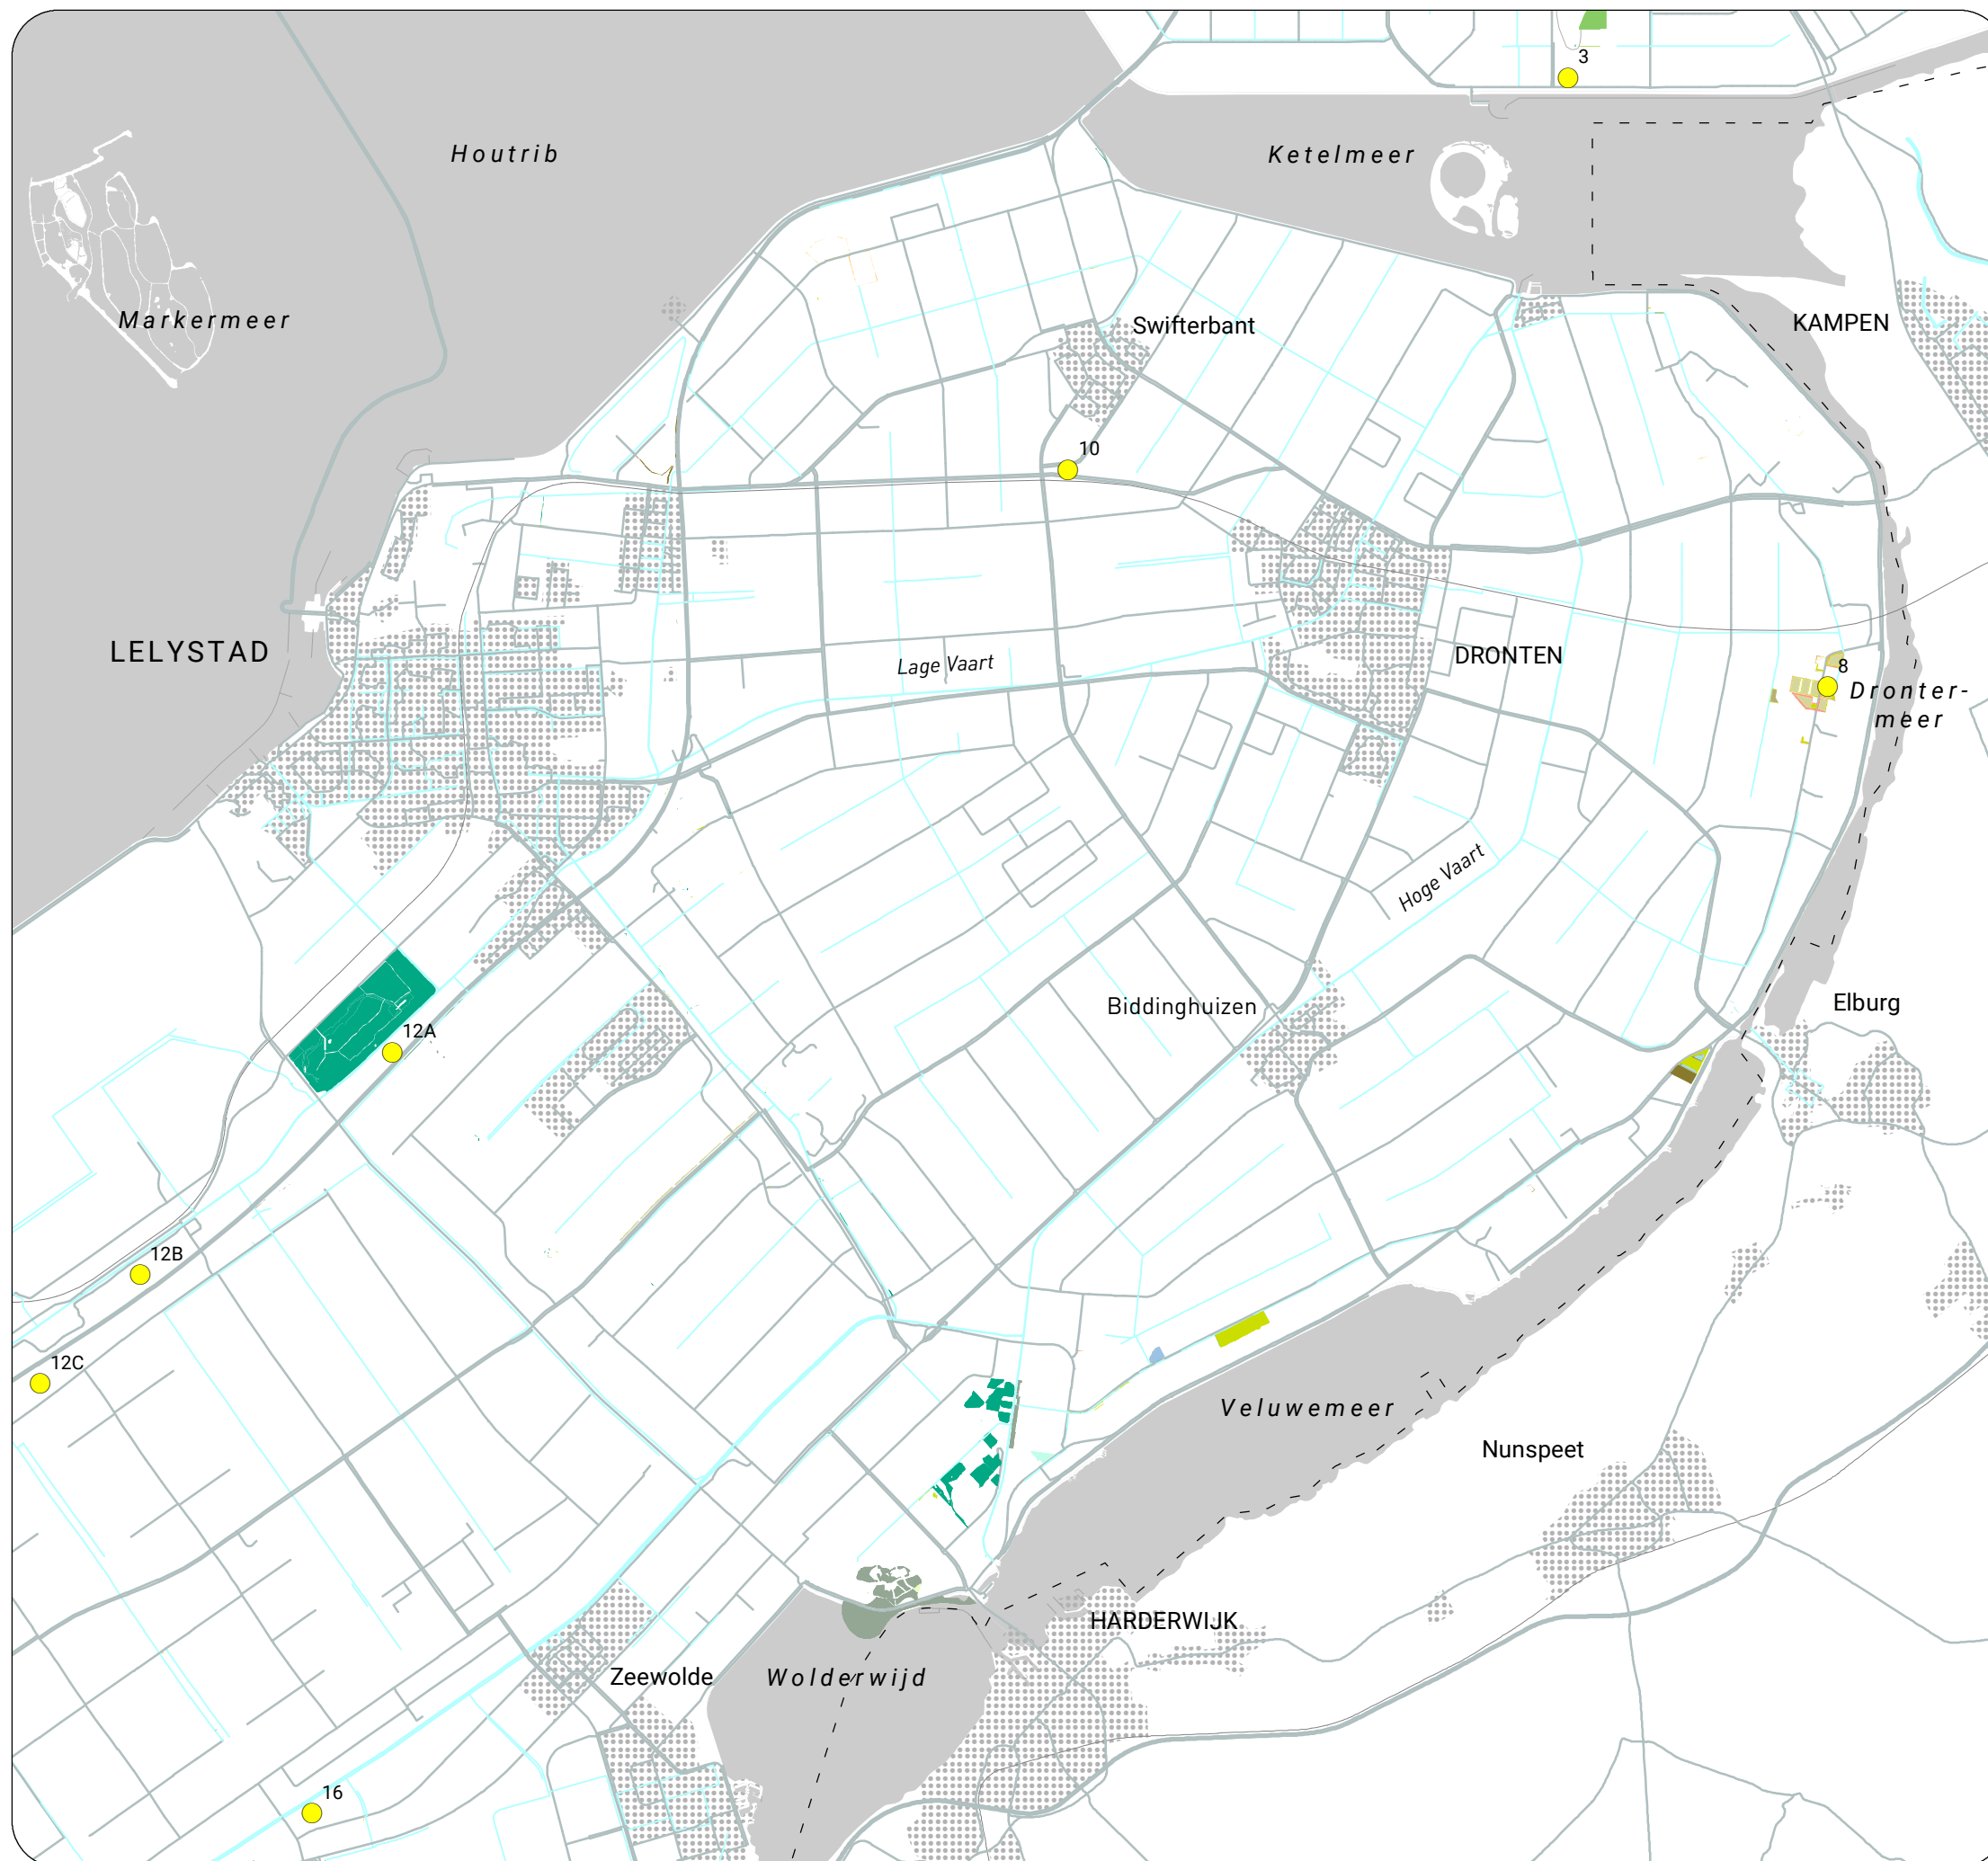 3
Houtrib
Ketelmeer
Markermeer
Swifterbant
KAMPEN
10
LELYSTAD
Lage Vaart
DRONTEN
8
Dronter-
meer
Hoge Vaart
Biddinghuizen
Elburg
12A
12B
12C
Veluwemeer
Nunspeet
HARDERWIJK
Zeewolde
Wolderwijd
16